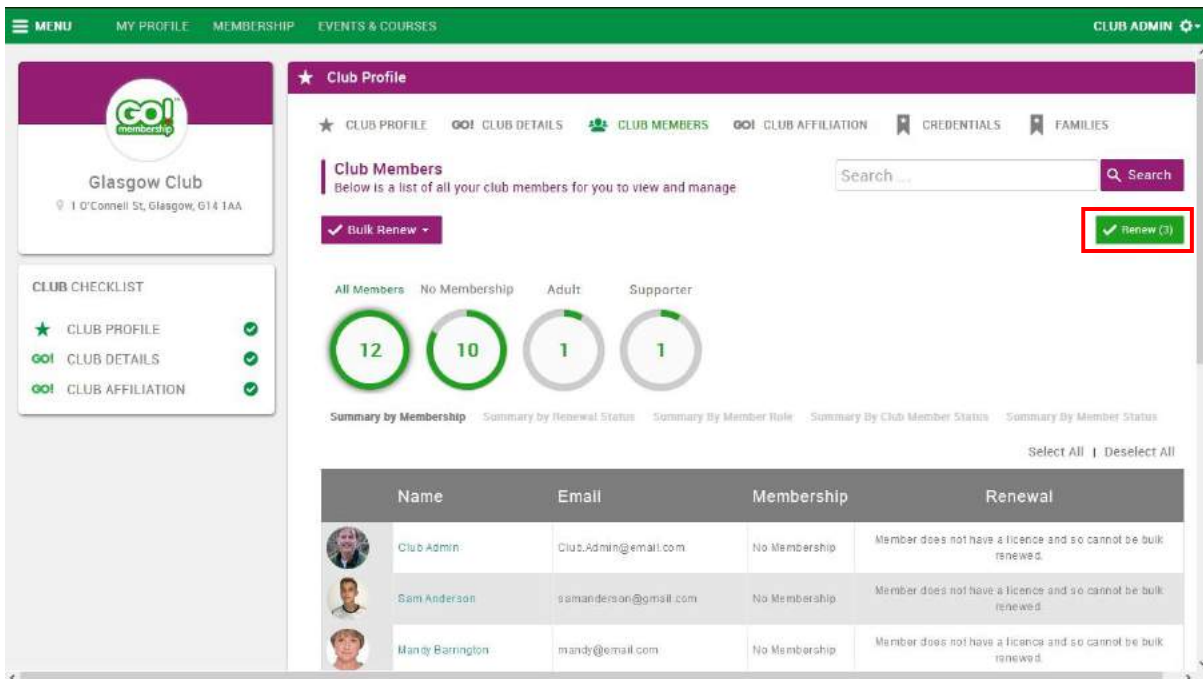 MENU MY PROFILE MEMBERSHIP EVENTS & COURSES CLUB ADMIN
GO!
membership
Glasgow Club
1 O'Connell St, Glasgow, G14 1AA
CLUB CHECKLIST
CLUB PROFILE
GO! CLUB DETAILS
GO! CLUB AFFILIATION
Club Profile
CLUB PROFILE GO! CLUB DETAILS CLUB MEMBERS GO! CLUB AFFILIATION CREDENTIALS FAMILIES
Club Members
Below is a list of all your club members for you to view and manage
Search ...
Search
Bulk Renew
Renew (3)
All Members No Membership Adult Supporter
12 10 1 1
Summary by Membership Summary by Renewal Status Summary By Member Role Summary By Club Member Status Summary By Member Status
Select All | Deselect All
Name Email Membership Renewal
Club Admin Club.Admin@email.com No Membership Member does not have a licence and so cannot be bulk
renewed.
Sam Anderson samanderson@gmail.com No Membership Member does not have a licence and so cannot be bulk
renewed.
Mandy Barrington mandy@email.com No Membership Member does not have a licence and so cannot be bulk
renewed.